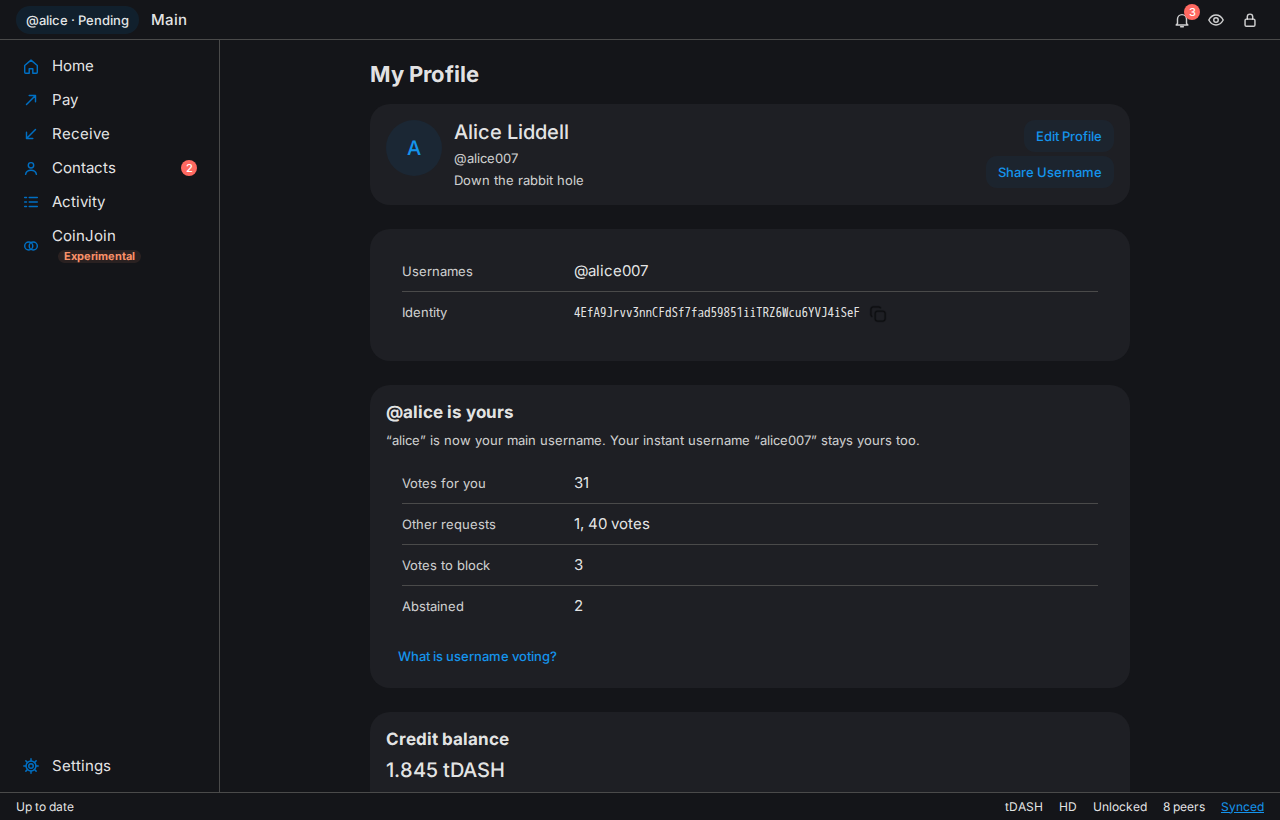 @alice · Pending Main 3
Home
Pay
Receive
Contacts 2
Activity
CoinJoin
Experimental
Settings
My Profile
A
Alice Liddell
@alice007
Down the rabbit hole
Edit Profile
Share Username
Usernames @alice007
Identity 4EfA9Jrvv3nnCFdSf7fad59851iiTRZ6Wcu6YVJ4iSeF
@alice is yours
“alice” is now your main username. Your instant username “alice007” stays yours too.
Votes for you 31
Other requests 1, 40 votes
Votes to block 3
Abstained 2
What is username voting?
Credit balance
1.845 tDASH
Up to date tDASH HD Unlocked 8 peers Synced